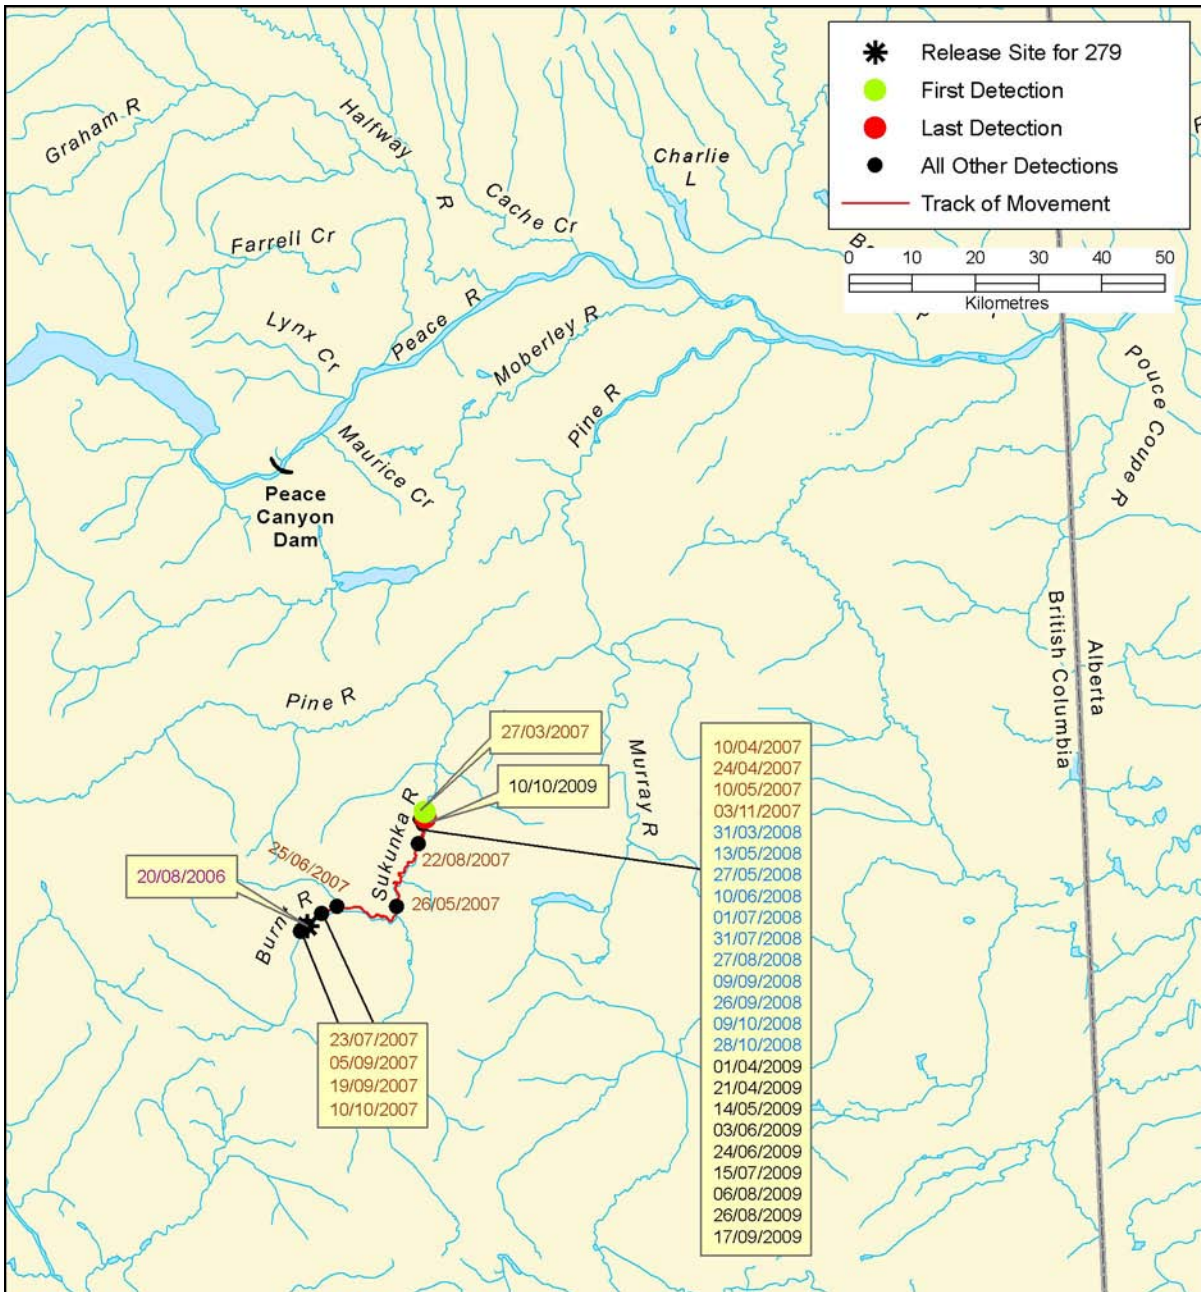 Release Site for 279
First Detection
Last Detection
All Other Detections
Track of Movement
0 10 20 30 40 50
Kilometres
Graham R
Halfway
R
Charlie
L
Cache Cr
Farrell Cr
Lynx Cr
Peace R
Moberley R
Pine R
Maurice Cr
Pouce Coupe R
Peace
Canyon
Dam
British Columbia
Alberta
Pine R
27/03/2007
10/10/2009
Murray R
Sukunka R
22/08/2007
25/06/2007
26/05/2007
20/08/2006
Burnt R
23/07/2007
05/09/2007
19/09/2007
10/10/2007
10/04/2007
24/04/2007
10/05/2007
03/11/2007
31/03/2008
13/05/2008
27/05/2008
10/06/2008
01/07/2008
31/07/2008
27/08/2008
09/09/2008
26/09/2008
09/10/2008
28/10/2008
01/04/2009
21/04/2009
14/05/2009
03/06/2009
24/06/2009
15/07/2009
06/08/2009
26/08/2009
17/09/2009